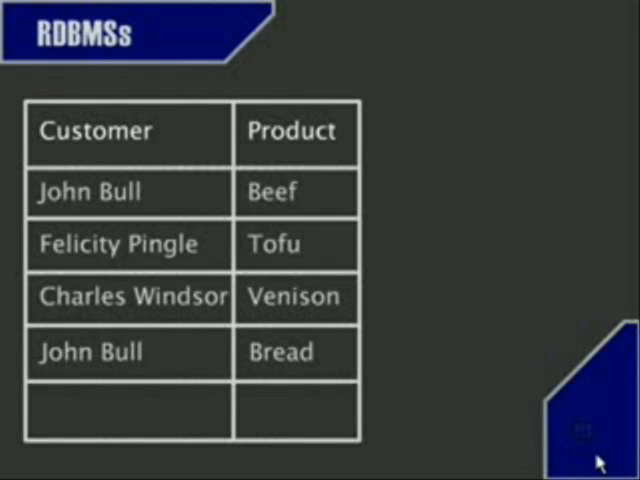 RDBMSs
Customer Product
John Bull Beef
Felicity Pingle Tofu
Charles Windsor Venison
John Bull Bread